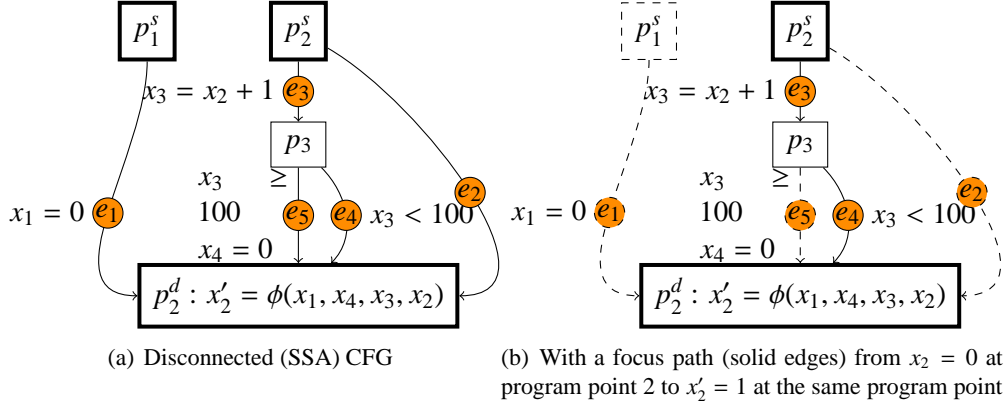 p_1^s p_2^s
x_3 = x_2 + 1 e_3
p_3
x_3 ≥
x_1 = 0 e_1 100 e_5 e_4 x_3 < 100 e_2
x_4 = 0
p_2^d : x_2' = ϕ(x_1, x_4, x_3, x_2)
(a) Disconnected (SSA) CFG
p_1^s p_2^s
x_3 = x_2 + 1 e_3
p_3
x_3 ≥
x_1 = 0 e_1 100 e_5 e_4 x_3 < 100 e_2
x_4 = 0
p_2^d : x_2' = ϕ(x_1, x_4, x_3, x_2)
(b) With a focus path (solid edges) from x_2 = 0 at
program point 2 to x_2' = 1 at the same program point